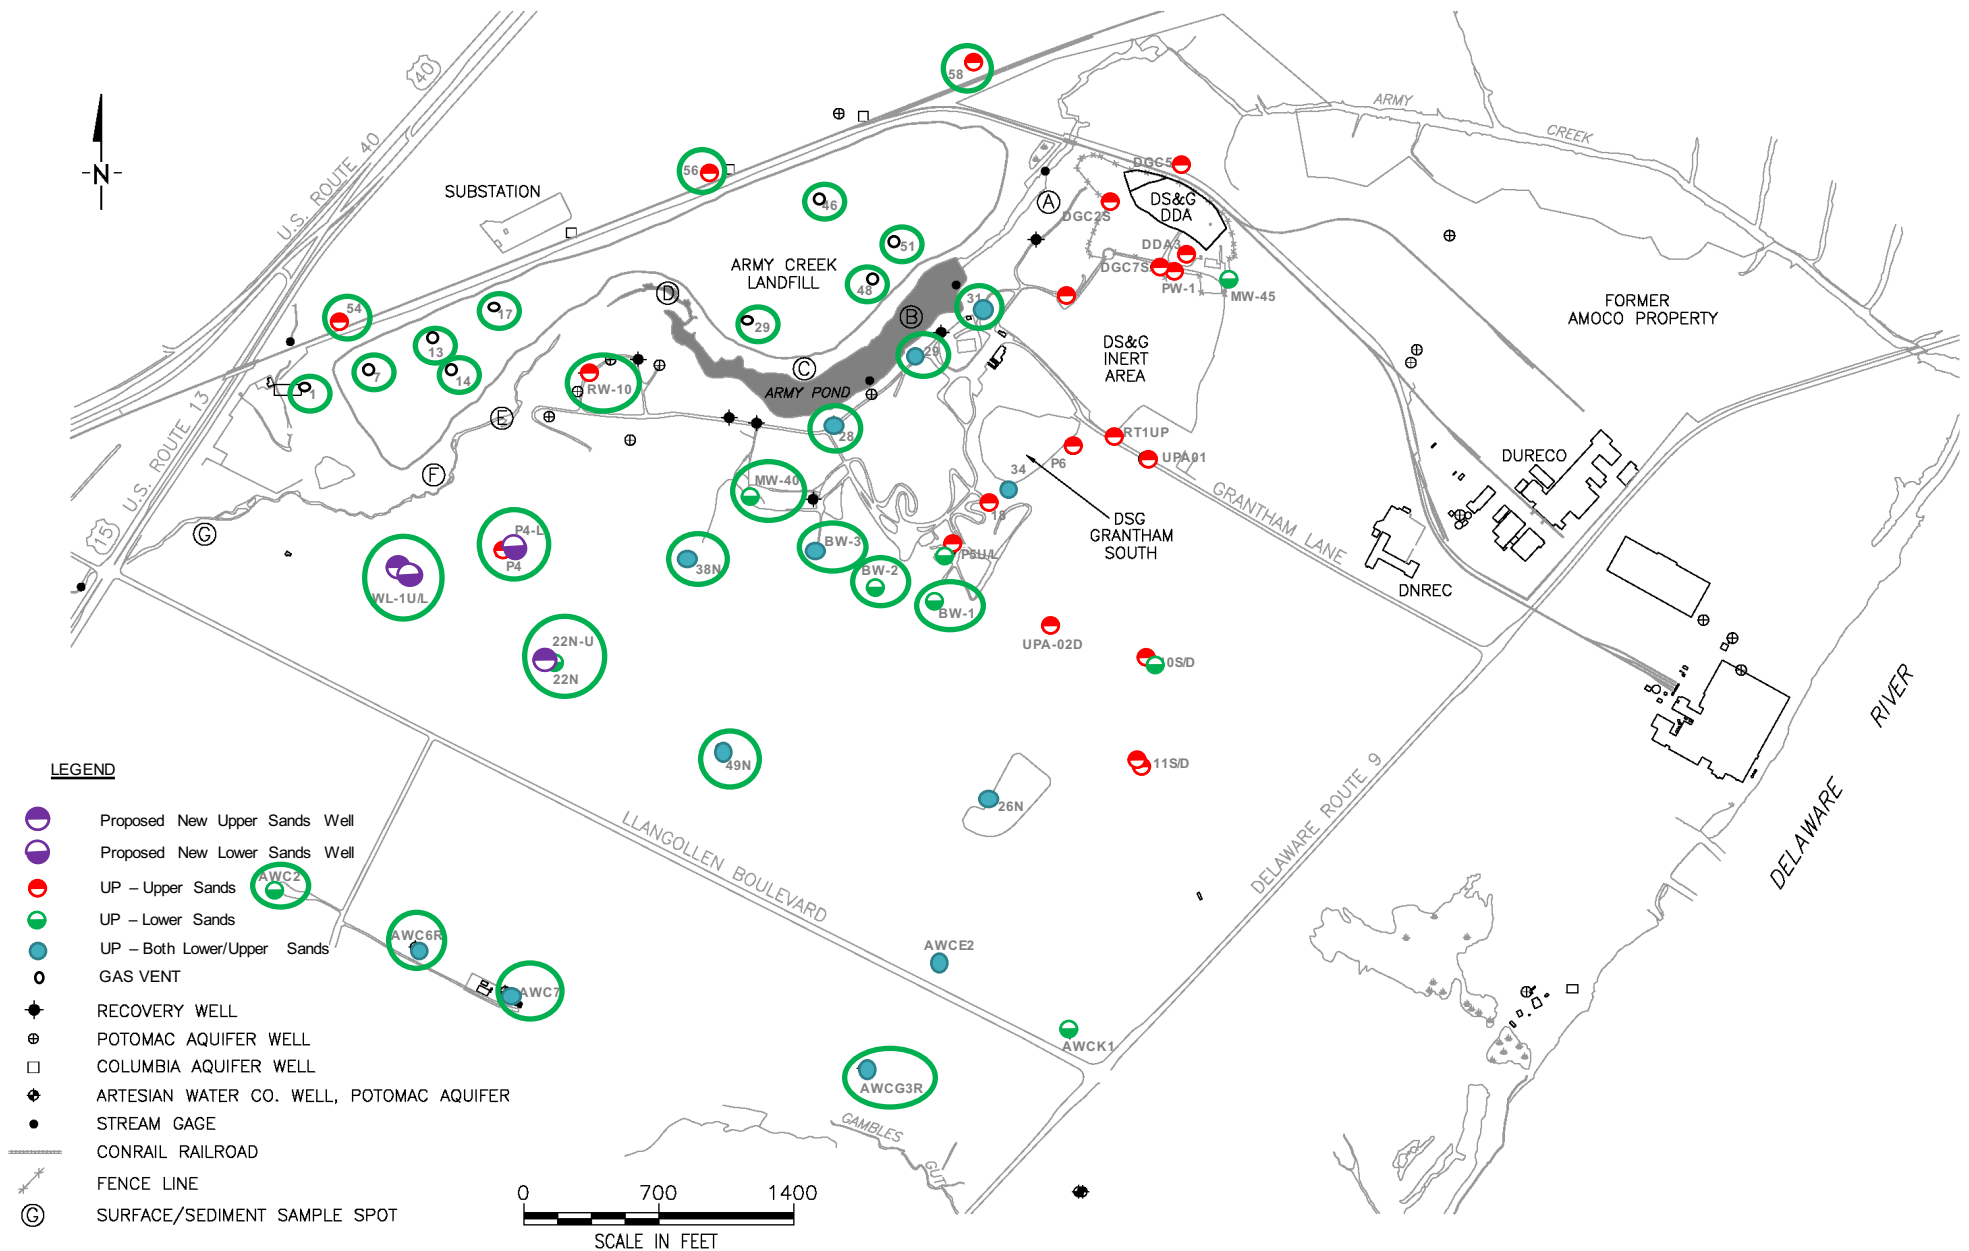 58
40
ARMY
CREEK
U.S. ROUTE 40
-N-
56
SUBSTATION
DGC5
46
A
DS&G
DDA
DGC2S
51
DDA3
ARMY CREEK
LANDFILL
DGC7S
48
PW-1
MW-45
D
54
17
31
B
FORMER
AMOCO PROPERTY
29
13
DS&G
INERT
AREA
29
C
7
14
1
RW-10
ARMY POND
E
28
RT1UP
P6
UPA01
DURECO
U.S. ROUTE 13
F
34
MW-40
GRANTHAM LANE
18
DSG
GRANTHAM
SOUTH
15
G
P4-L
BW-3
P5U/L
P4
38N
BW-2
DNREC
WL-1U/L
BW-1
22N-U
UPA-02D
22N
10S/D
RIVER
49N
11S/D
LEGEND
26N
DELAWARE ROUTE 9
Proposed New Upper Sands Well
LLANGOLLEN BOULEVARD
DELAWARE
Proposed New Lower Sands Well
AWC2
UP – Upper Sands
UP – Lower Sands
AWC6R
UP – Both Lower/Upper Sands
AWCE2
GAS VENT
AWC7
RECOVERY WELL
POTOMAC AQUIFER WELL
AWCK1
COLUMBIA AQUIFER WELL
AWCG3R
ARTESIAN WATER CO. WELL, POTOMAC AQUIFER
STREAM GAGE
GAMBLES
GUT
CONRAIL RAILROAD
FENCE LINE
0 700 1400
G SURFACE/SEDIMENT SAMPLE SPOT
SCALE IN FEET